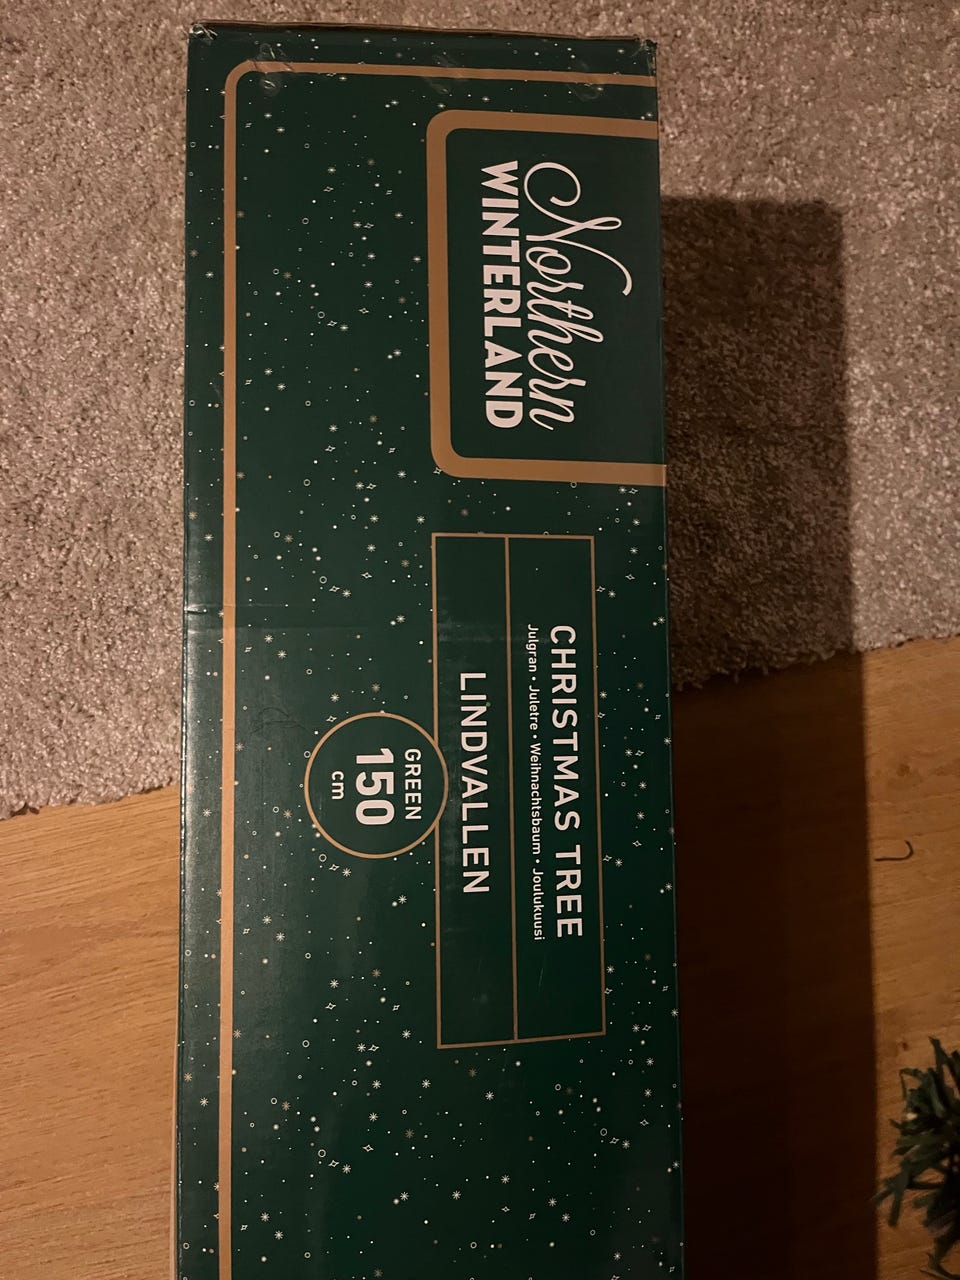 Northern
WINTERLAND
CHRISTMAS TREE
Julgran • Juletre • Weihnachtsbaum • Joulukuusi
LINDVALLEN
GREEN
150
cm